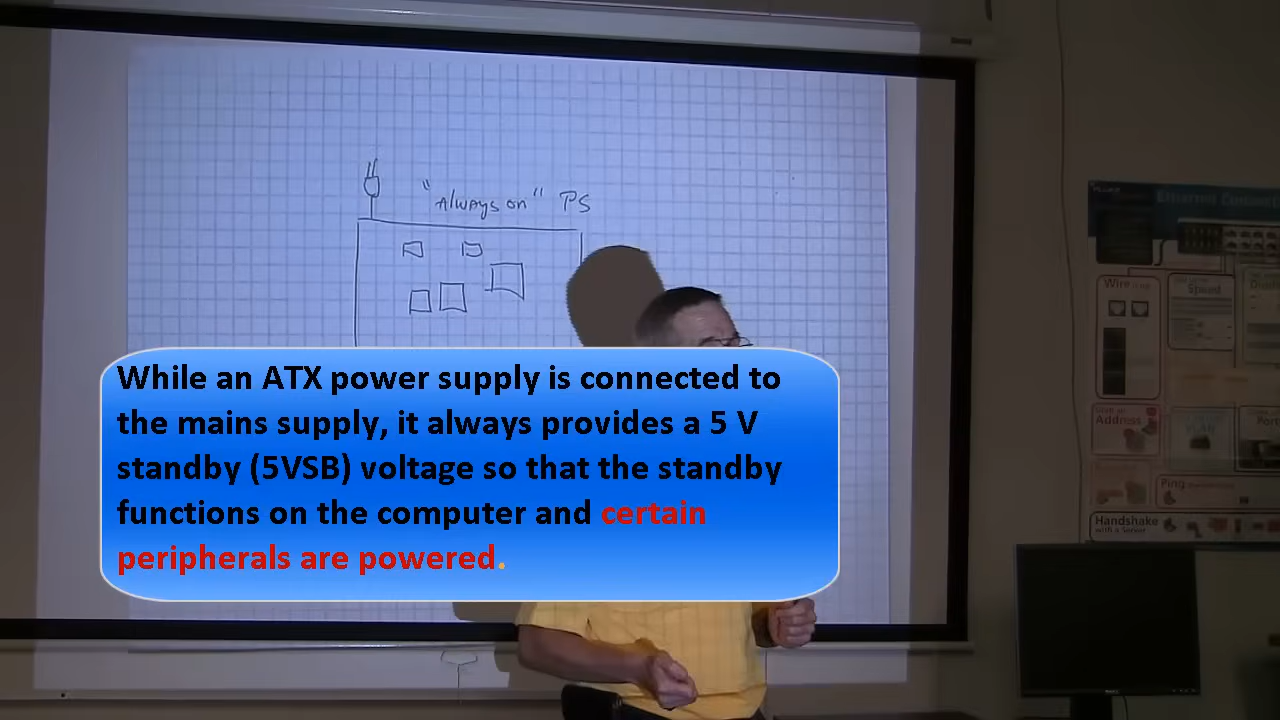 "Always on" PS
While an ATX power supply is connected to
the mains supply, it always provides a 5 V
standby (5VSB) voltage so that the standby
functions on the computer and certain
peripherals are powered.
Wire
Speed
Address
VLAN
Port
Ping
Handshake